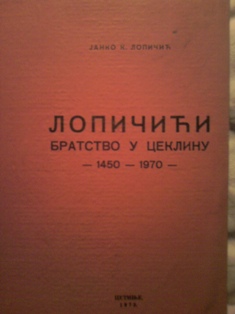 ЈАНКО К. ЛОПИЧИЋ
ЛОПИЧИЋИ
БРАТСТВО У ЦЕКЛИНУ
— 1450 — 1970 —
ЦЕТИЊЕ